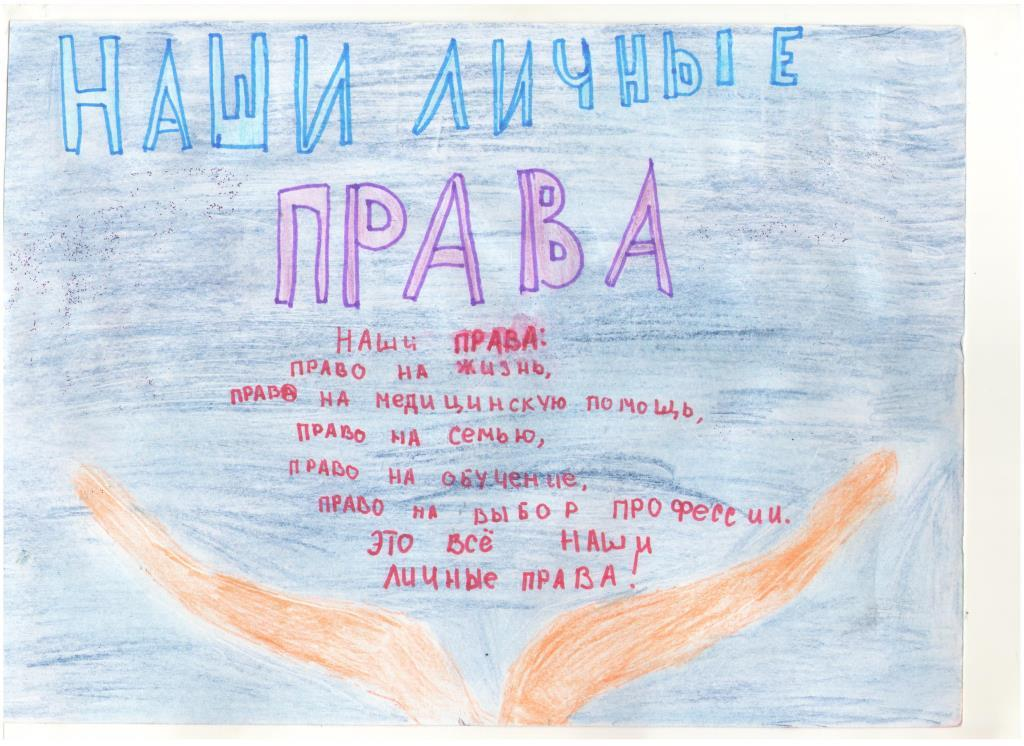 НАШИ ЛИЧНЫЕ
ПРАВА
НАШИ ПРАВА:
ПРАВО НА ЖИЗНЬ,
ПРАВО НА МЕДИЦИНСКУЮ ПОМОЩЬ,
ПРАВО НА СЕМЬЮ,
ПРАВО НА ОБУЧЕНИЕ,
ПРАВО НА ВЫБОР ПРОФЕССИИ.
ЭТО ВСЁ НАШИ
ЛИЧНЫЕ ПРАВА!